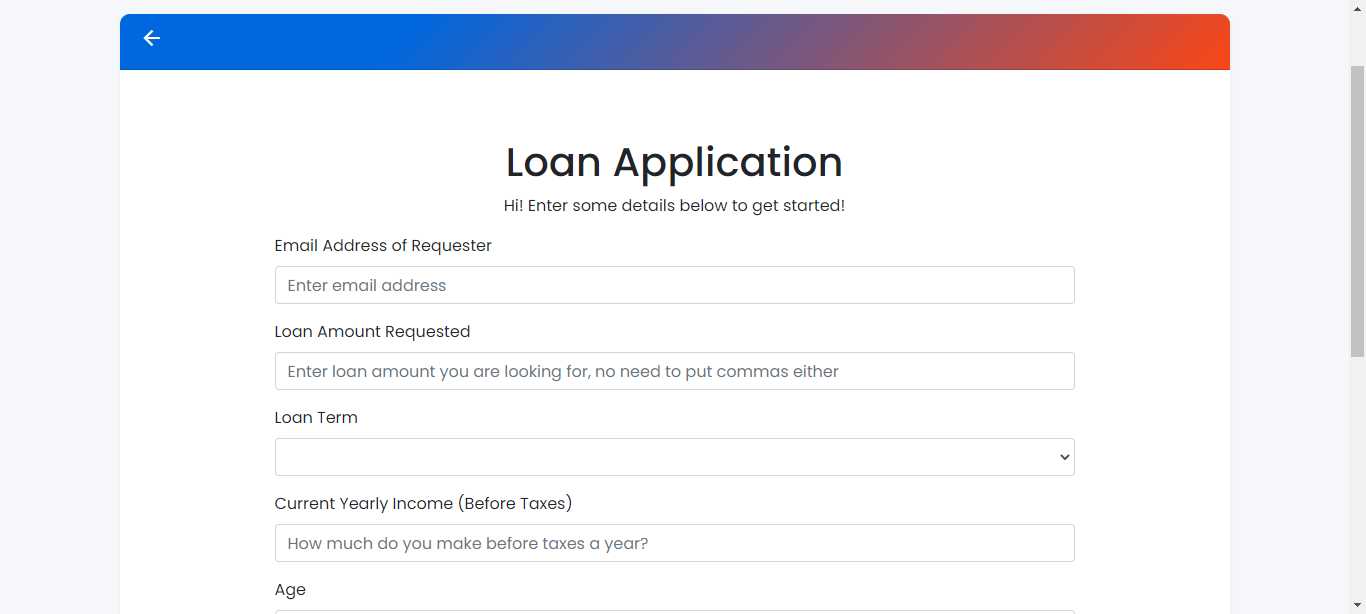 Loan Application
Hi! Enter some details below to get started!
Email Address of Requester
Enter email address
Loan Amount Requested
Enter loan amount you are looking for, no need to put commas either
Loan Term
Current Yearly Income (Before Taxes)
How much do you make before taxes a year?
Age